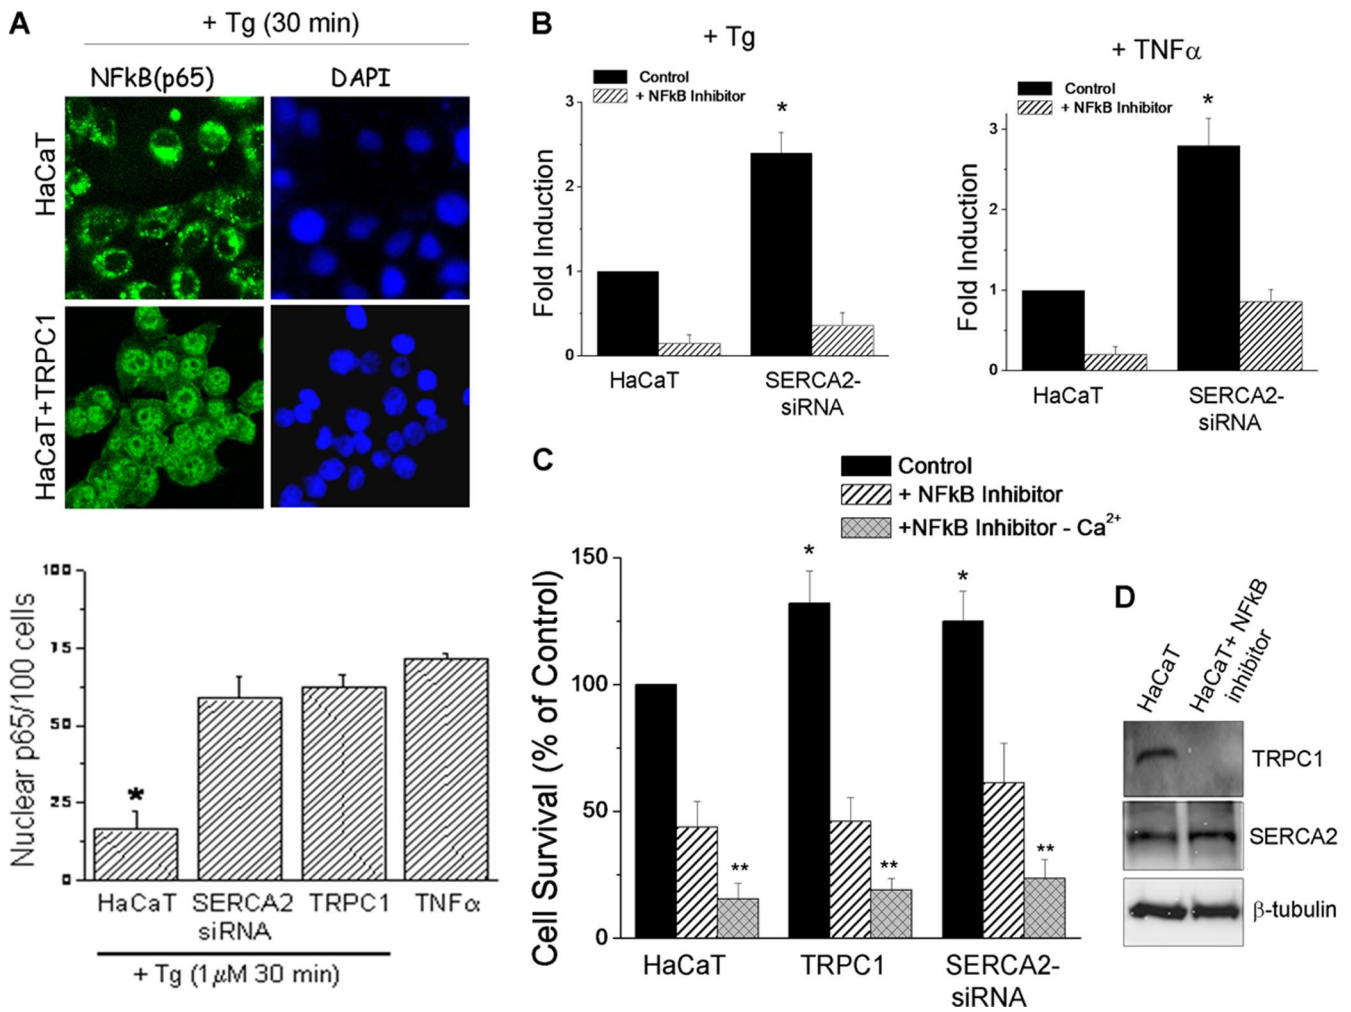 A
+ Tg (30 min)
NFkB(p65)
DAPI
HaCaT
HaCaT+TRPC1
Nuclear p65/100 cells
100
75
50
25
0
*
HaCaT
SERCA2
siRNA
TRPC1
TNFα
+ Tg (1μM 30 min)
B
+ Tg
Control
+ NFkB Inhibitor
Fold Induction
3
2
1
0
*
HaCaT
SERCA2-
siRNA
+ TNFα
Control
+ NFkB Inhibitor
Fold Induction
3
2
1
0
*
HaCaT
SERCA2-
siRNA
C
Control
+ NFkB Inhibitor
+NFkB Inhibitor - Ca2+
Cell Survival (% of Control)
150
100
50
0
*
*
**
**
**
HaCaT
TRPC1
SERCA2-
siRNA
D
HaCaT
HaCaT+ NFkB
inhibitor
TRPC1
SERCA2
β-tubulin